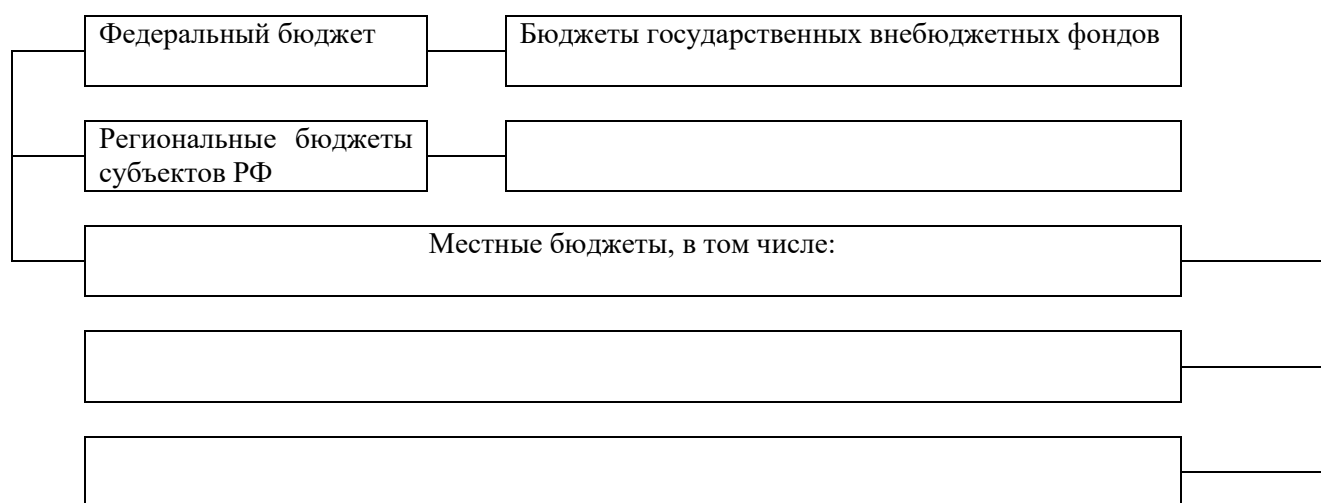 Федеральный бюджет
Бюджеты государственных внебюджетных фондов
Региональные бюджеты
субъектов РФ
Местные бюджеты, в том числе: